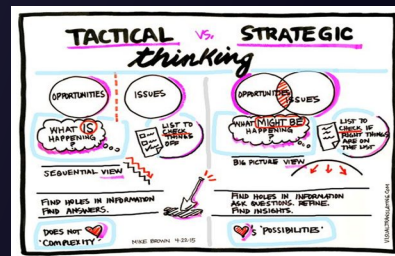 TACTICAL vs. STRATEGIC
thinking
OPPORTUNITIES
ISSUES
WHAT IS
HAPPENING
?
LIST TO
CHECK
THINGS
OFF
SEQUENTIAL VIEW
FIND HOLES IN INFORMATION
FIND ANSWERS.
DOES NOT ♥
'COMPLEXITY'
MIKE BROWN 4-22-15
OPPORTUNITIES
ISSUES
WHAT MIGHT BE
HAPPENING
?
LIST TO
CHECK IF
RIGHT THINGS
ARE ON
THE LIST
BIG PICTURE VIEW
FIND HOLES IN INFORMATION
ASK QUESTIONS. REFINE.
FIND INSIGHTS.
♥'S 'POSSIBILITIES'